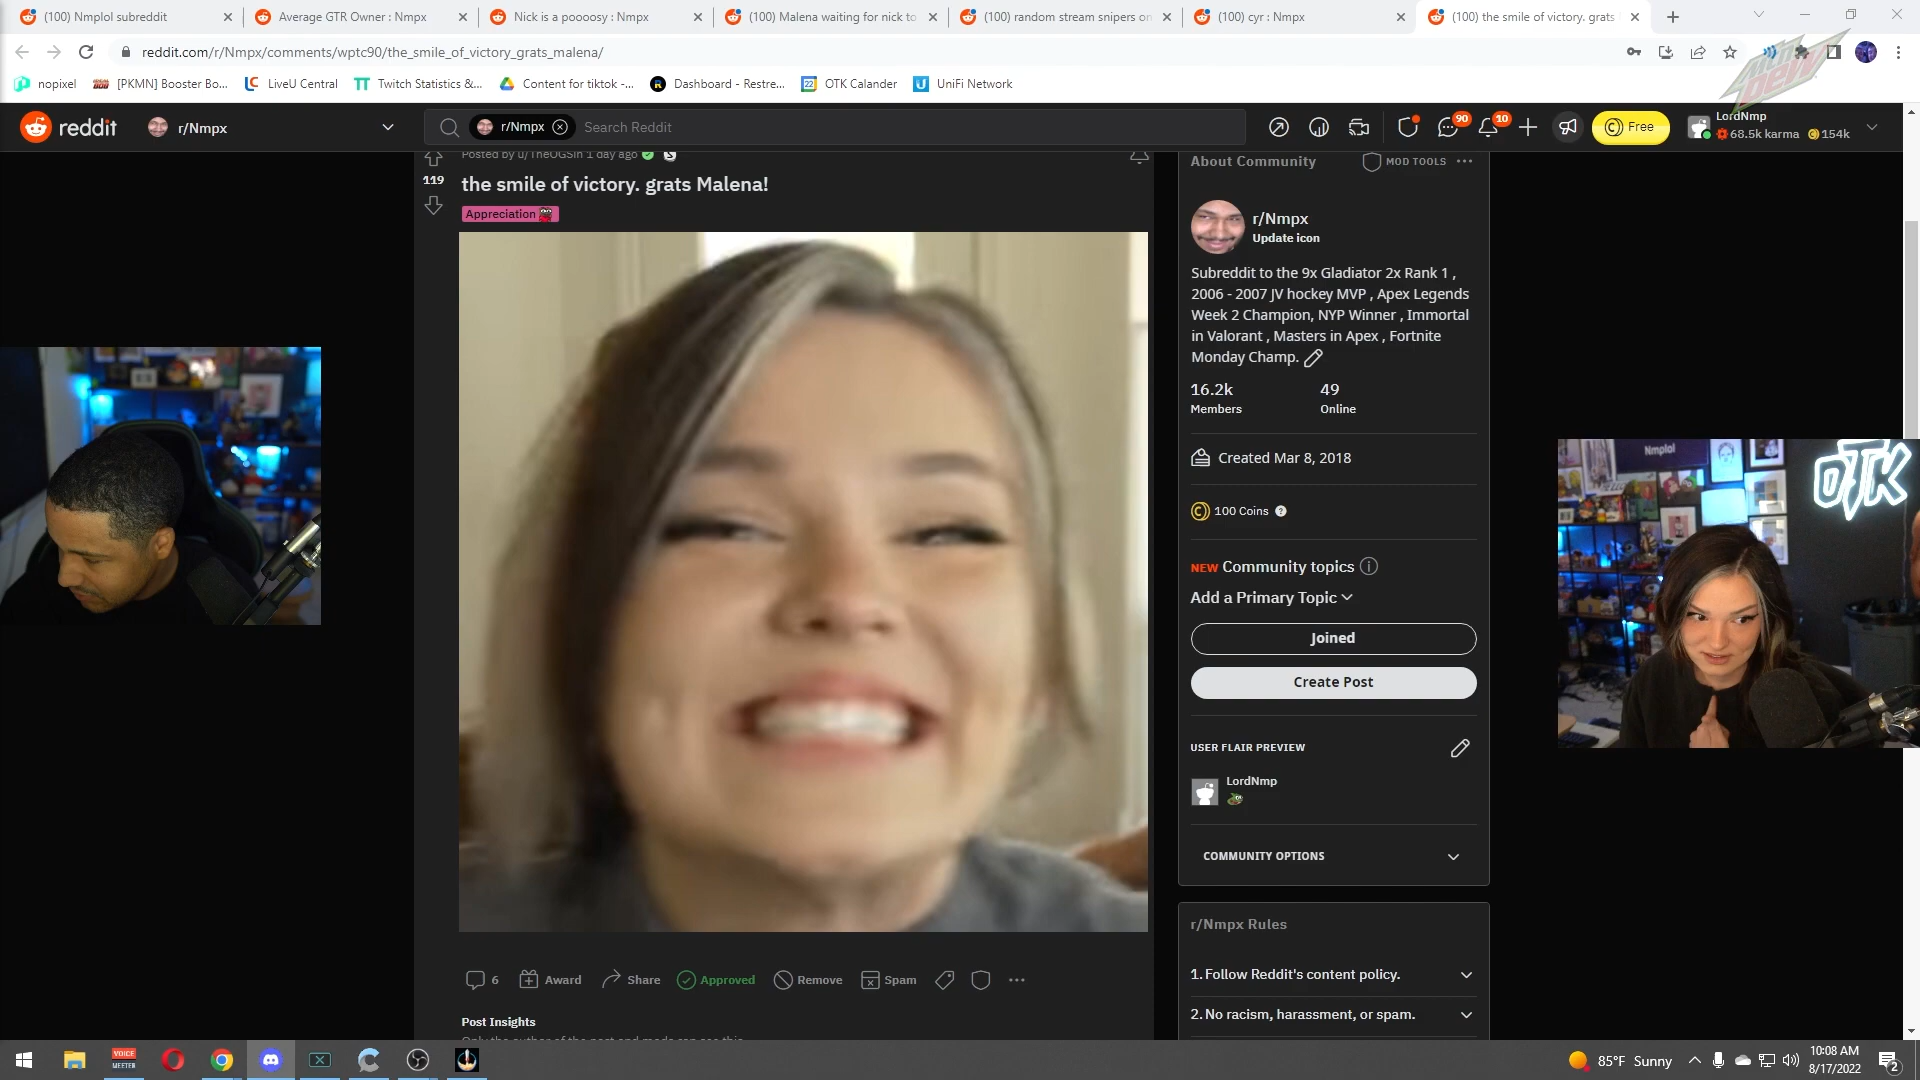 (100) Nmplol subreddit
Average GTR Owner : Nmpx
Nick is a poooosy : Nmpx
(100) Malena waiting for nick to
(100) random stream snipers on
(100) cyr : Nmpx
(100) the smile of victory. grats
reddit.com/r/Nmpx/comments/wptc90/the_smile_of_victory_grats_malena/
nopixel
[PKMN] Booster Bo...
LiveU Central
Twitch Statistics &...
Content for tiktok -...
Dashboard - Restre...
OTK Calander
UniFi Network
reddit
r/Nmpx
r/Nmpx
Search Reddit
90
10
Free
LordNmp
68.5k karma
154k
Posted by u/TheOGSin 1 day ago
119
the smile of victory. grats Malena!
Appreciation
About Community
MOD TOOLS
r/Nmpx
Update icon
Subreddit to the 9x Gladiator 2x Rank 1 ,
2006 - 2007 JV hockey MVP , Apex Legends
Week 2 Champion, NYP Winner , Immortal
in Valorant , Masters in Apex , Fortnite
Monday Champ.
16.2k
49
Members
Online
Created Mar 8, 2018
100 Coins
NEW Community topics
Add a Primary Topic
Joined
Create Post
USER FLAIR PREVIEW
LordNmp
COMMUNITY OPTIONS
r/Nmpx Rules
1. Follow Reddit's content policy.
2. No racism, harassment, or spam.
Nmplol
OTK
6
Award
Share
Approved
Remove
Spam
Post Insights
VOICE
MEETER
85°F Sunny
10:08 AM
8/17/2022
2